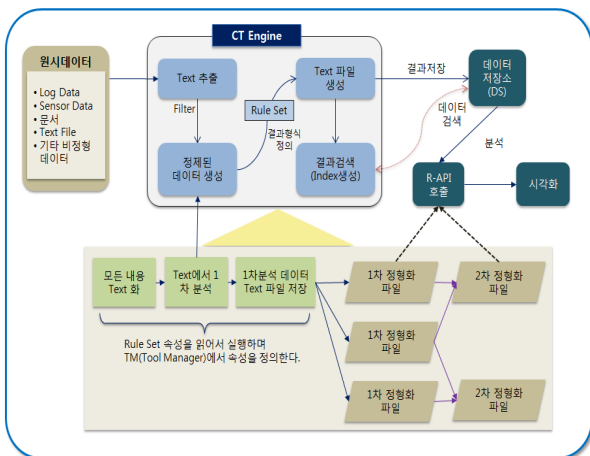 CT Engine
원시데이터
• Log Data
• Sensor Data
• 문서
• Text File
• 기타 비정형
데이터
Text 추출
Filter
정제된
데이터 생성
Rule Set
결과형식
정의
Text 파일
생성
결과검색
(Index생성)
결과저장
데이터
저장소
(DS)
데이터
검색
분석
R-API
호출
시각화
모든 내용
Text 화
Text에서 1
차 분석
1차분석 데이터
Text 파일 저장
Rule Set 속성을 읽어서 실행하며
TM(Tool Manager)에서 속성을 정의한다.
1차 정형화
파일
2차 정형화
파일
1차 정형화
파일
1차 정형화
파일
2차 정형화
파일